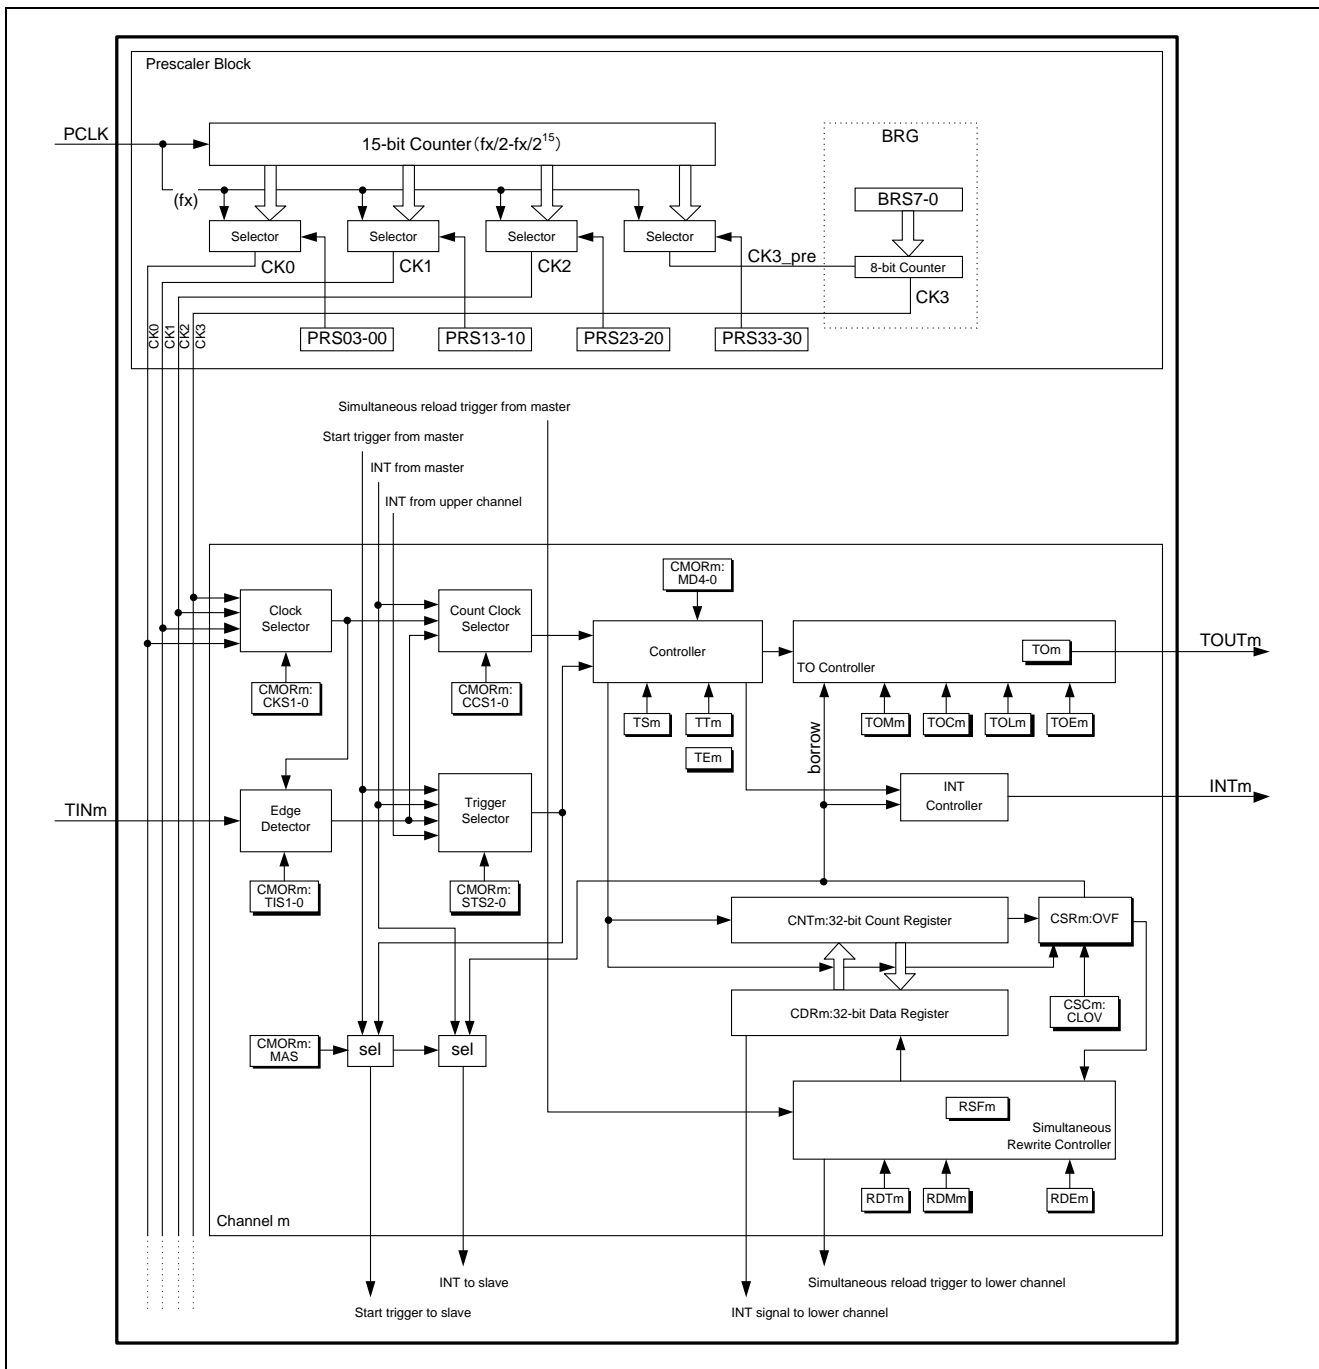 Prescaler Block
PCLK
15-bit Counter(fx/2-fx/2^15)
BRG
(fx)
BRS7-0
Selector
Selector
Selector
Selector
8-bit Counter
CK0
CK1
CK2
CK3_pre
CK3
CK0
CK1
CK2
CK3
PRS03-00
PRS13-10
PRS23-20
PRS33-30
Simultaneous reload trigger from master
Start trigger from master
INT from master
INT from upper channel
CMORm:
MD4-0
Clock
Selector
Count Clock
Selector
Controller
TO Controller
TOm
TOUTm
CMORm:
CKS1-0
CMORm:
CCS1-0
TSm
TTm
TEm
TOMm
TOCm
TOLm
TOEm
borrow
TINm
Edge
Detector
Trigger
Selector
INT
Controller
INTm
CMORm:
TIS1-0
CMORm:
STS2-0
CNTm:32-bit Count Register
CSRm:OVF
CDRm:32-bit Data Register
CSCm:
CLOV
CMORm:
MAS
sel
sel
RSFm
Simultaneous
Rewrite Controller
RDTm
RDMm
RDEm
Channel m
INT to slave
Start trigger to slave
Simultaneous reload trigger to lower channel
INT signal to lower channel